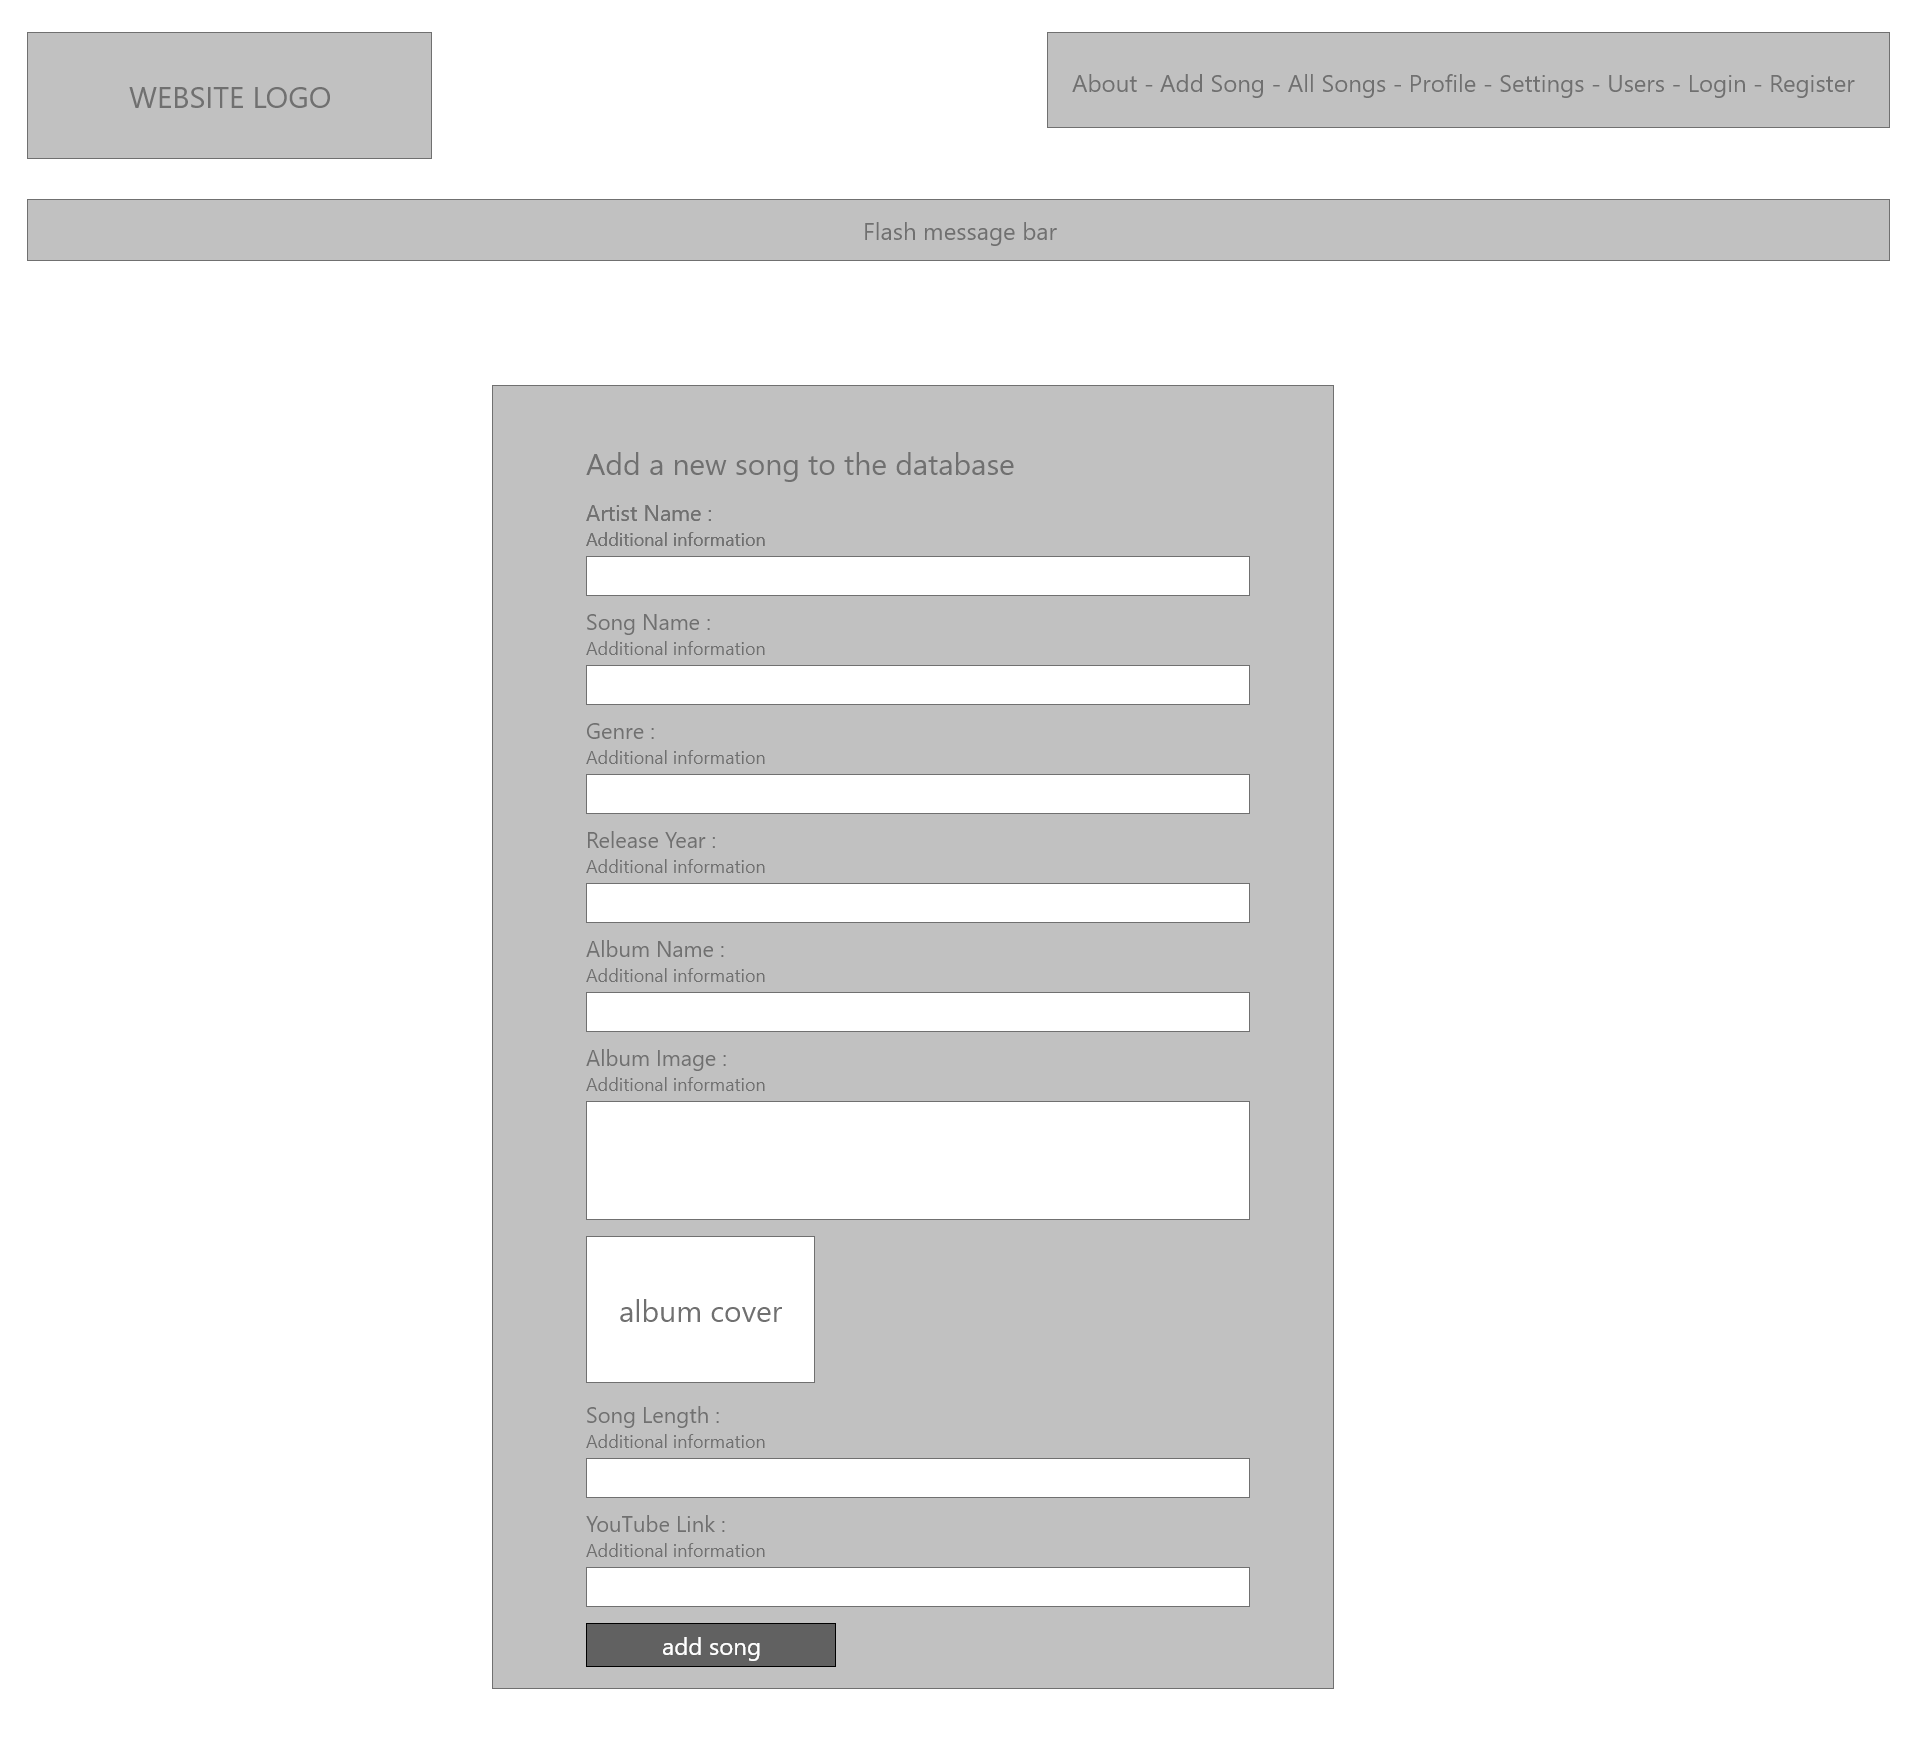 WEBSITE LOGO
About - Add Song - All Songs - Profile - Settings - Users - Login - Register
Flash message bar
Add a new song to the database
Artist Name :
Additional information
Song Name :
Additional information
Genre :
Additional information
Release Year :
Additional information
Album Name :
Additional information
Album Image :
Additional information
album cover
Song Length :
Additional information
YouTube Link :
Additional information
add song